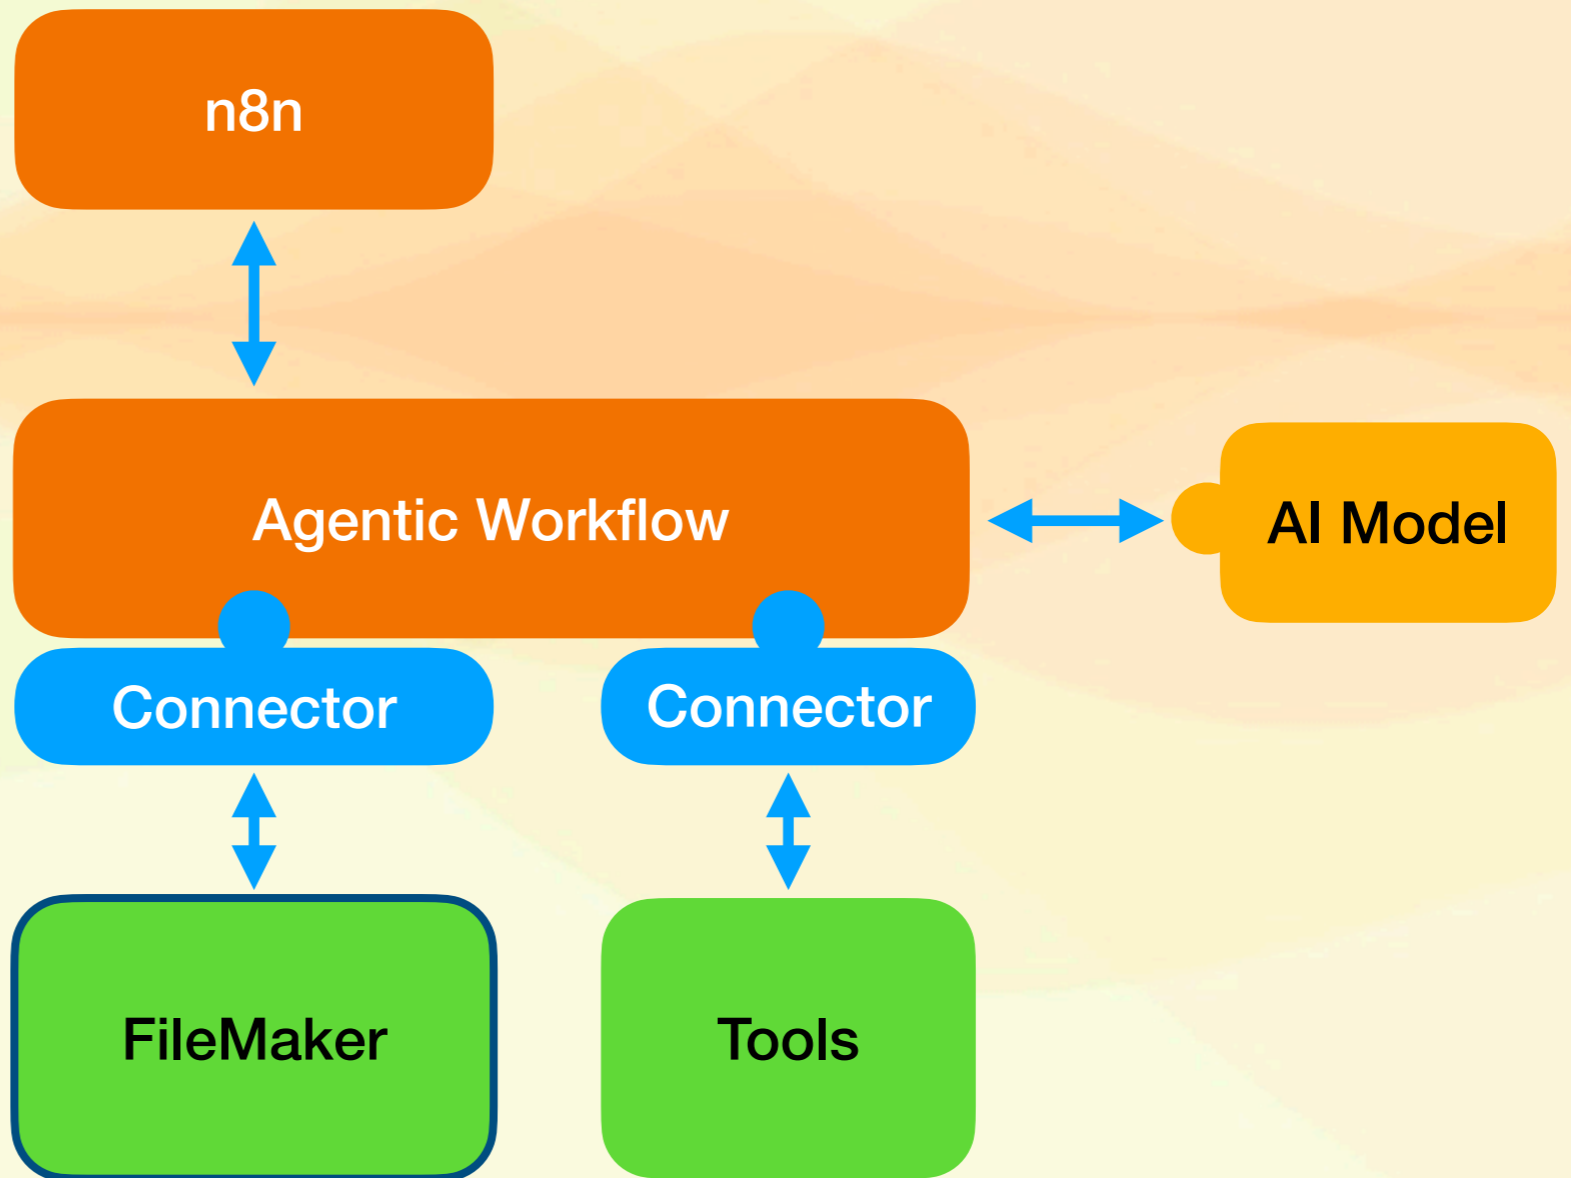 n8n
Agentic Workflow
AI Model
Connector
Connector
FileMaker
Tools